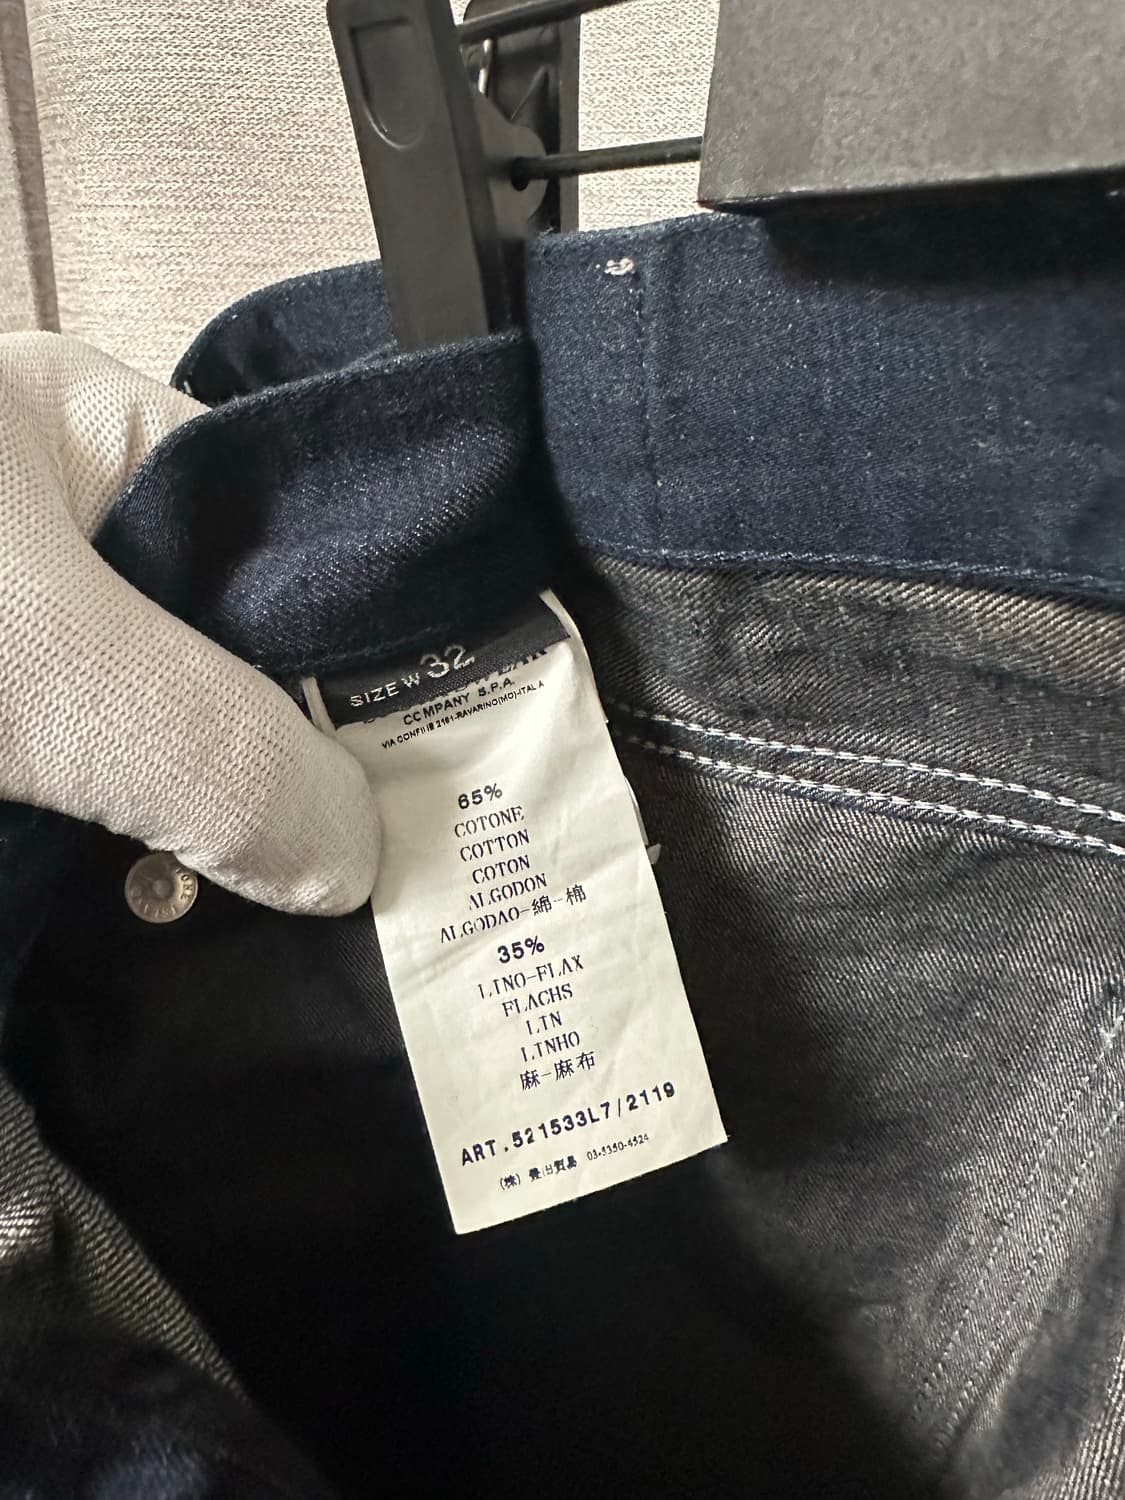 SIZE W 32
COMPANY S.P.A.
65%
COTONE
COTTON
COTON
ALGODON
ALGODAO-綿-棉
35%
LINO-FLAX
FLACHS
LIN
LINHO
麻-麻布
ART.521533L7/2119
(株)